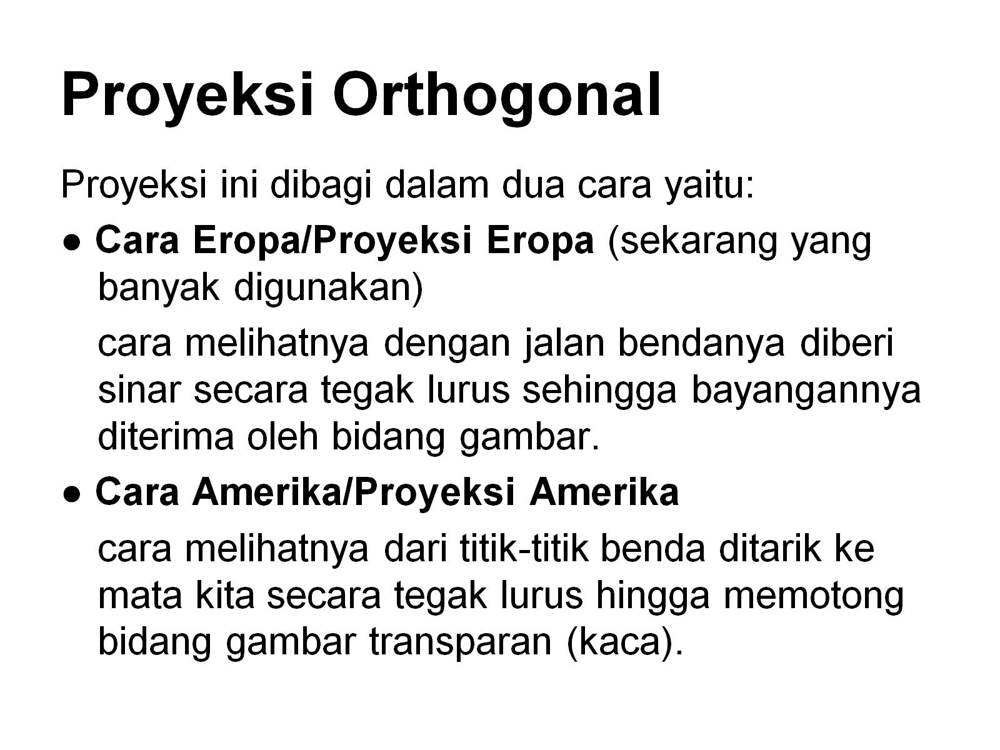 Proyeksi Orthogonal
Proyeksi ini dibagi dalam dua cara yaitu:
● Cara Eropa/Proyeksi Eropa (sekarang yang
banyak digunakan)
cara melihatnya dengan jalan bendanya diberi
sinar secara tegak lurus sehingga bayangannya
diterima oleh bidang gambar.
● Cara Amerika/Proyeksi Amerika
cara melihatnya dari titik-titik benda ditarik ke
mata kita secara tegak lurus hingga memotong
bidang gambar transparan (kaca).